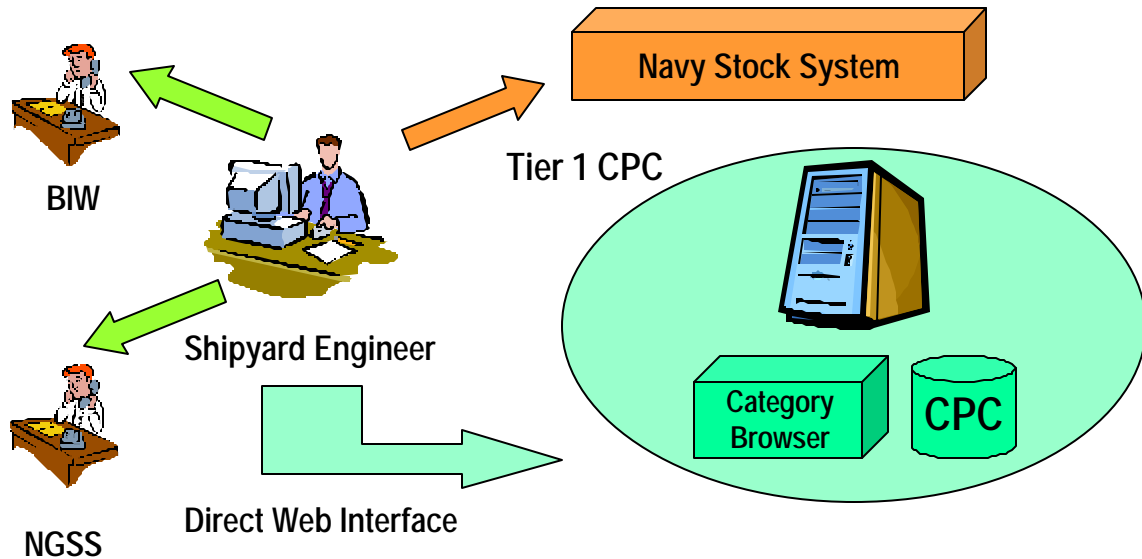 Navy Stock System
BIW
Tier 1 CPC
Shipyard Engineer
Category
Browser
CPC
Direct Web Interface
NGSS